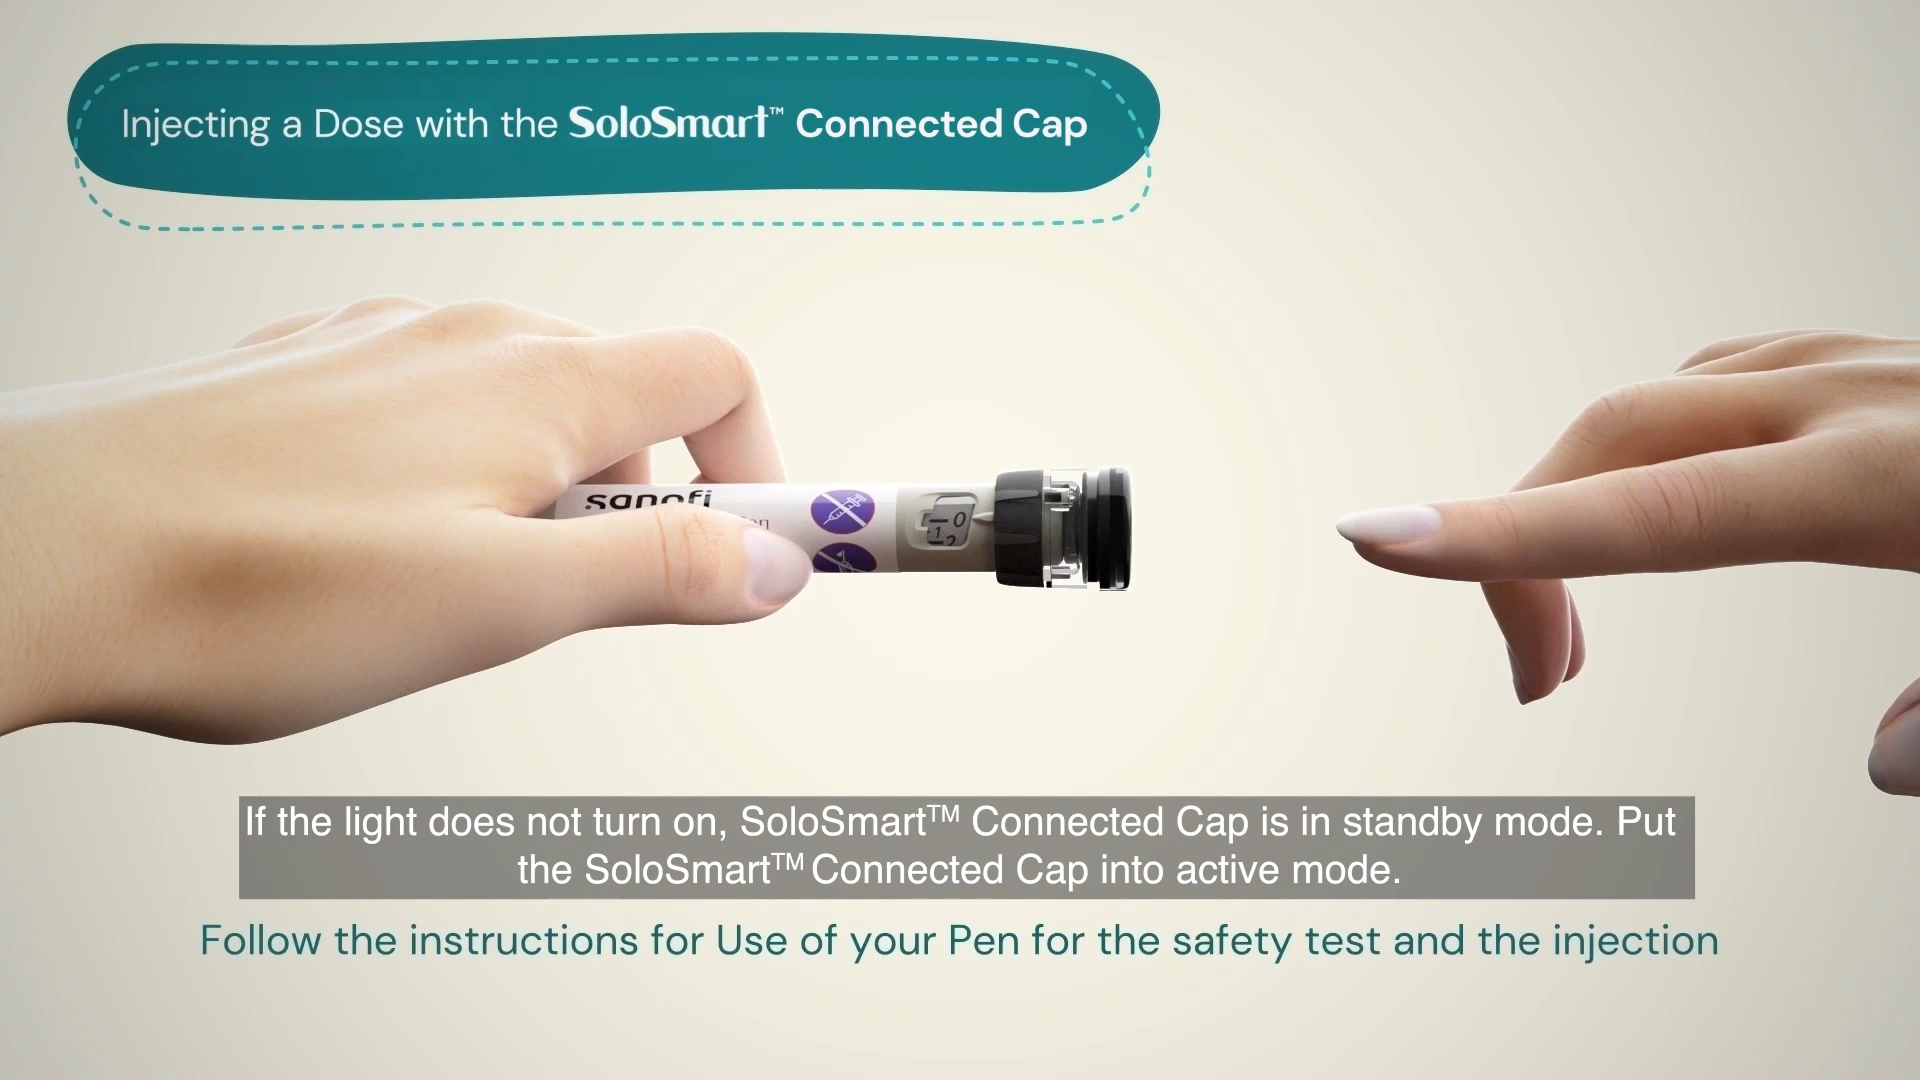 Injecting a Dose with the SoloSmart™ Connected Cap
sanofi
0
1
2
If the light does not turn on, SoloSmart™ Connected Cap is in standby mode. Put
the SoloSmart™ Connected Cap into active mode.
Follow the instructions for Use of your Pen for the safety test and the injection